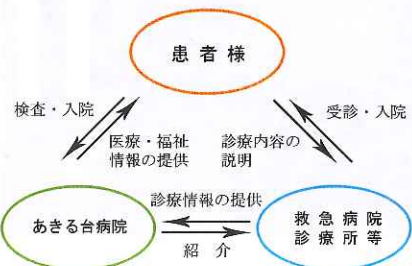 患者様
検査・入院
受診・入院
医療・福祉
情報の提供
診療内容の
説明
診療情報の提供
あきる台病院
救急病院
診療所等
紹介